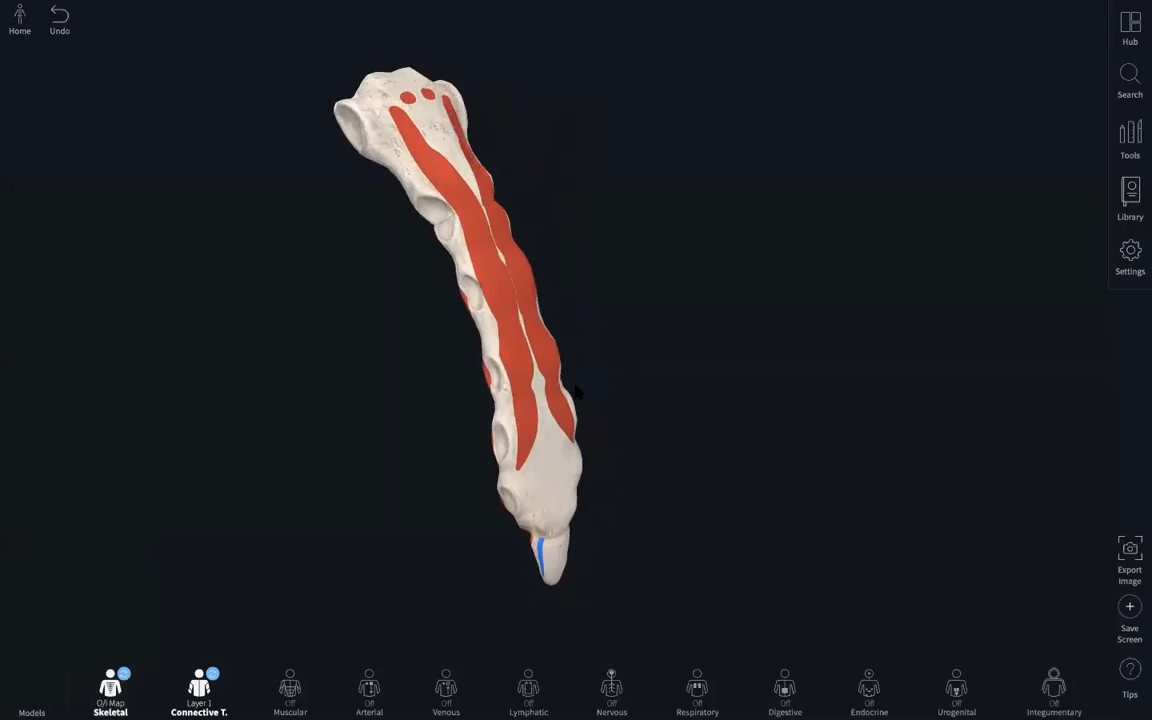 Home
Undo
Hub
Search
Tools
Library
Settings
Export
Image
Save
Screen
Tips
Models
O/I Map
Skeletal
Layer 1
Connective T.
Off
Muscular
Off
Arterial
Off
Venous
Off
Lymphatic
Off
Nervous
Off
Respiratory
Off
Digestive
Off
Endocrine
Off
Urogenital
Off
Integumentary